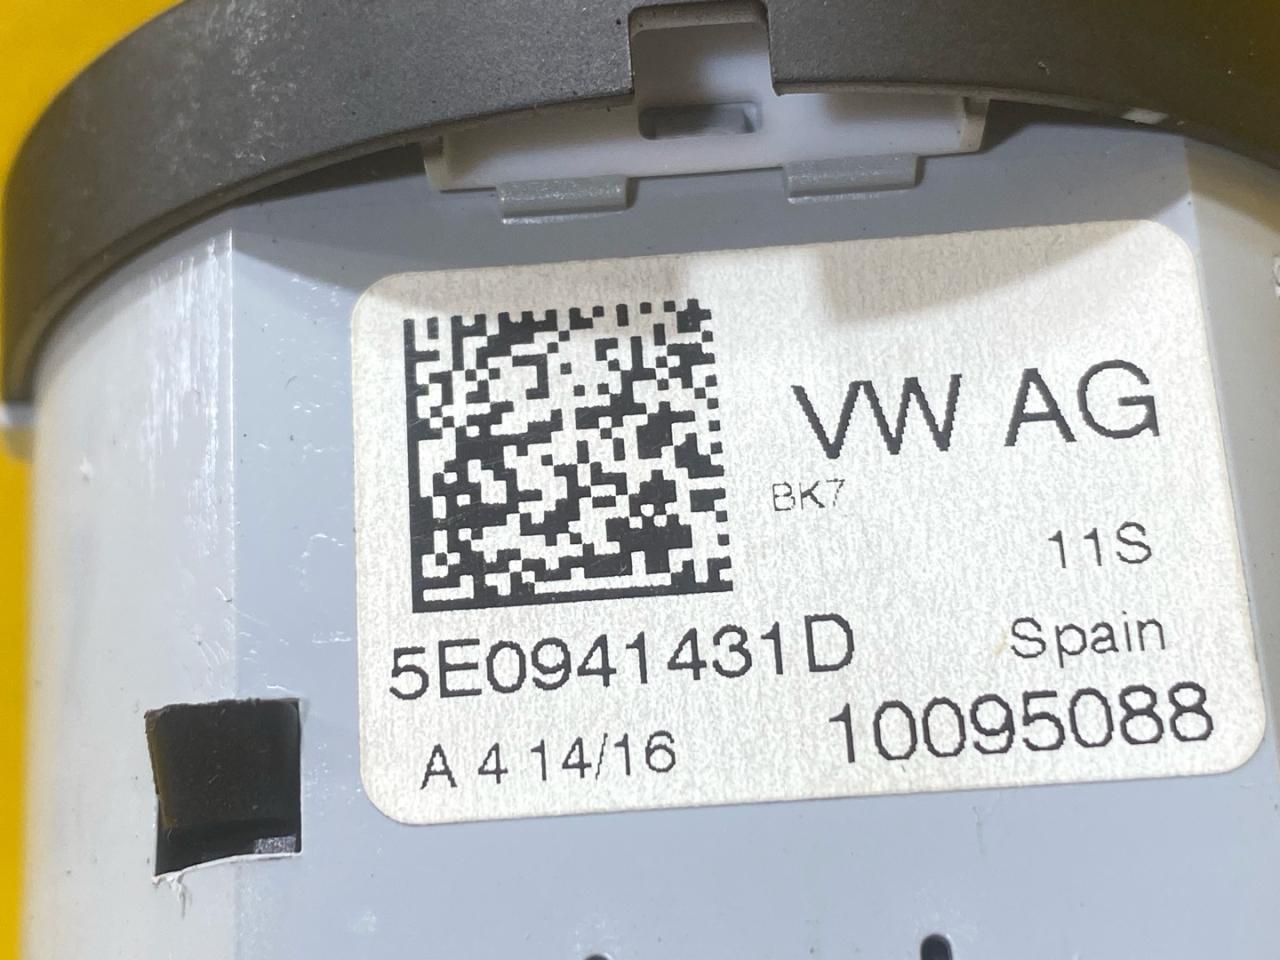 VW AG
BK7
11S
5E0941431D
Spain
A 4 14/16
10095088